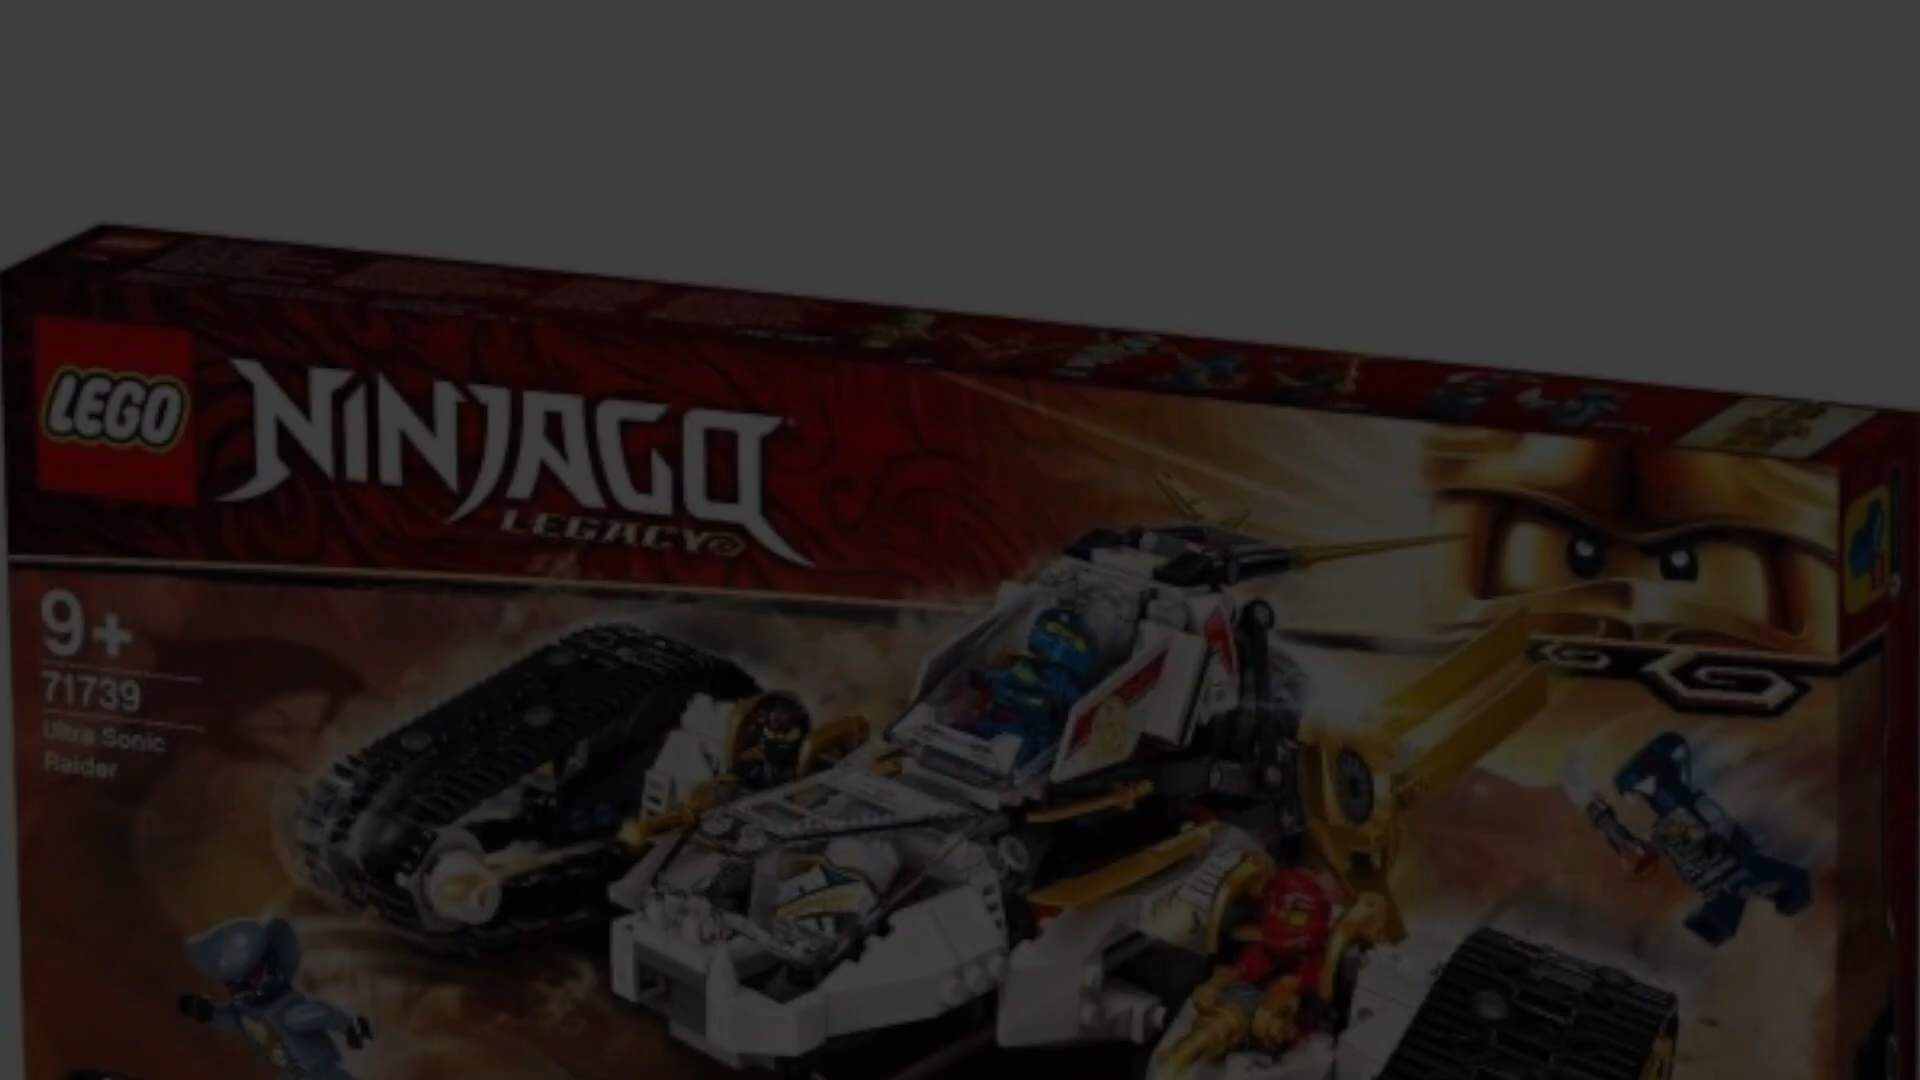 LEGO
NINJAGO
LEGACY
9+
71739
Ultra Sonic
Raider